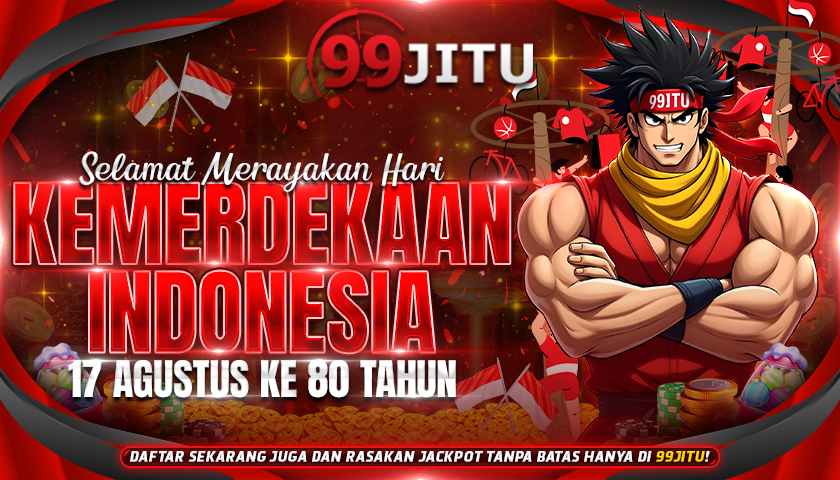 99JITU
99JITU
Selamat Merayakan Hari
KEMERDEKAAN
INDONESIA
17 AGUSTUS KE 80 TAHUN
DAFTAR SEKARANG JUGA DAN RASAKAN JACKPOT TANPA BATAS HANYA DI 99JITU!